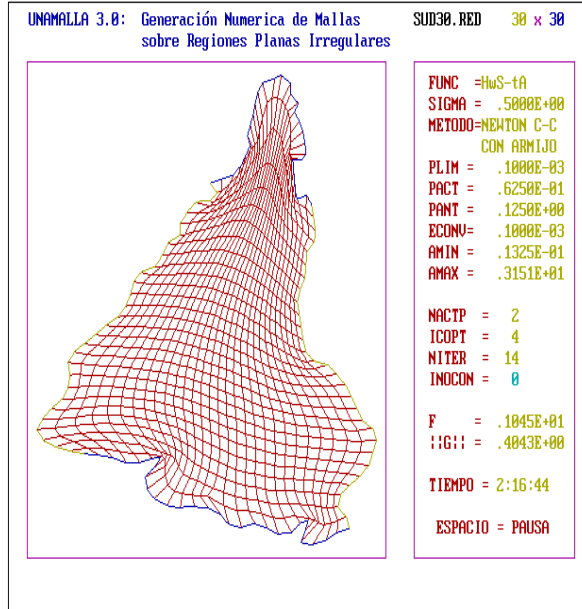 UNAMALLA 3.0: Generación Numerica de Mallas
sobre Regiones Planas Irregulares
SUD30.RED 30 x 30
FUNC =HwS-tA
SIGMA = .5000E+00
METODO=NEWTON C-C
CON ARMIJO
PLIM = .1000E-03
PACT = .6250E-01
PANT = .1250E+00
ECONV= .1000E-03
AMIN = .1325E-01
AMAX = .3151E+01
NACTP = 2
ICOPT = 4
NITER = 14
INOCON = 0
F = .1045E+01
¦¦G¦¦ = .4043E+00
TIEMPO = 2:16:44
ESPACIO = PAUSA